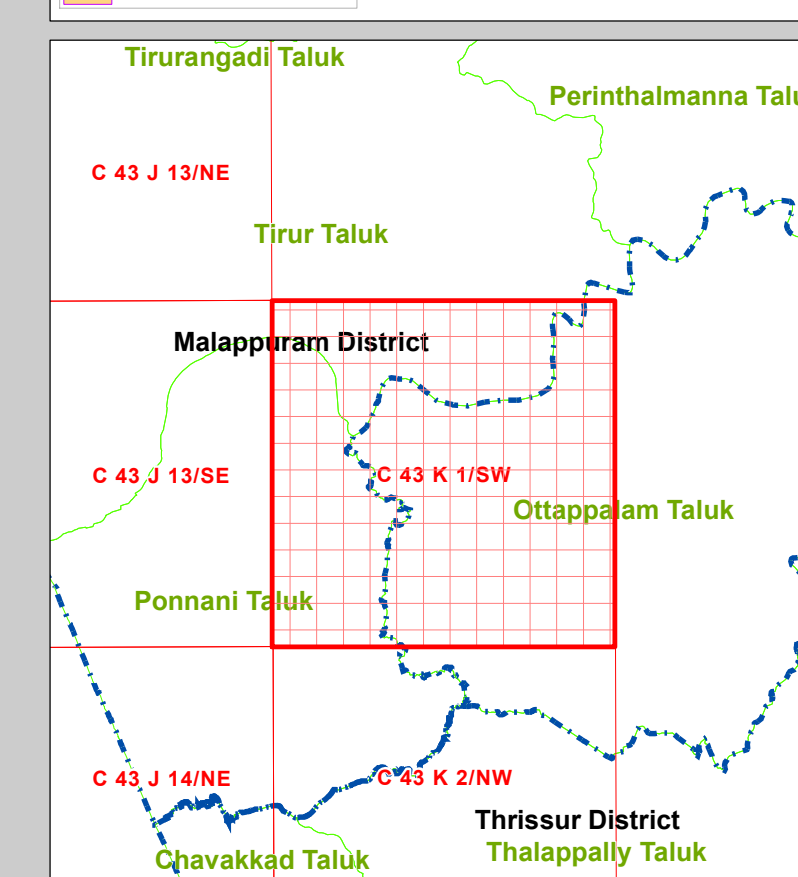 Tirurangadi Taluk
Perinthalmanna Talu
C 43 J 13/NE
Tirur Taluk
Malappuram District
C 43 J 13/SE
C 43 K 1/SW
Ottappalam Taluk
Ponnani Taluk
C 43 J 14/NE
C 43 K 2/NW
Thrissur District
Thalappally Taluk
Chavakkad Taluk